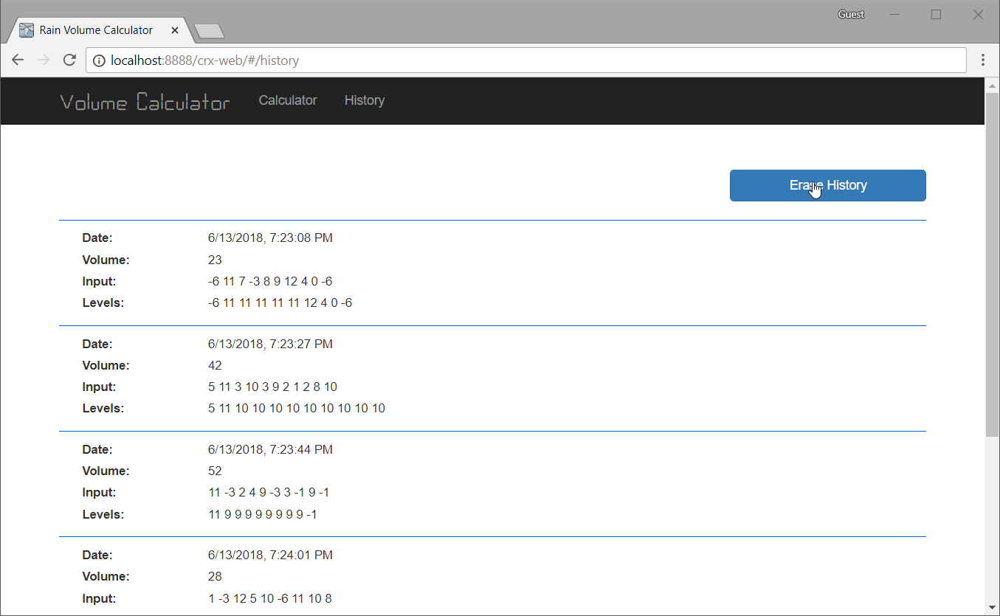 Guest
Rain Volume Calculator
localhost:8888/crx-web/#/history
Volume Calculator Calculator History
Erase History
Date: 6/13/2018, 7:23:08 PM
Volume: 23
Input: -6 11 7 -3 8 9 12 4 0 -6
Levels: -6 11 11 11 11 11 12 4 0 -6
Date: 6/13/2018, 7:23:27 PM
Volume: 42
Input: 5 11 3 10 3 9 2 1 2 8 10
Levels: 5 11 10 10 10 10 10 10 10 10 10
Date: 6/13/2018, 7:23:44 PM
Volume: 52
Input: 11 -3 2 4 9 -3 3 -1 9 -1
Levels: 11 9 9 9 9 9 9 9 9 -1
Date: 6/13/2018, 7:24:01 PM
Volume: 28
Input: 1 -3 12 5 10 -6 11 10 8